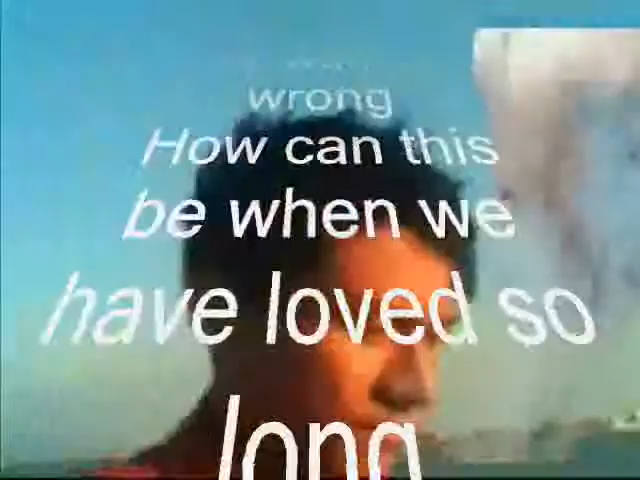 wrong
How can this
be when we
have loved so
long